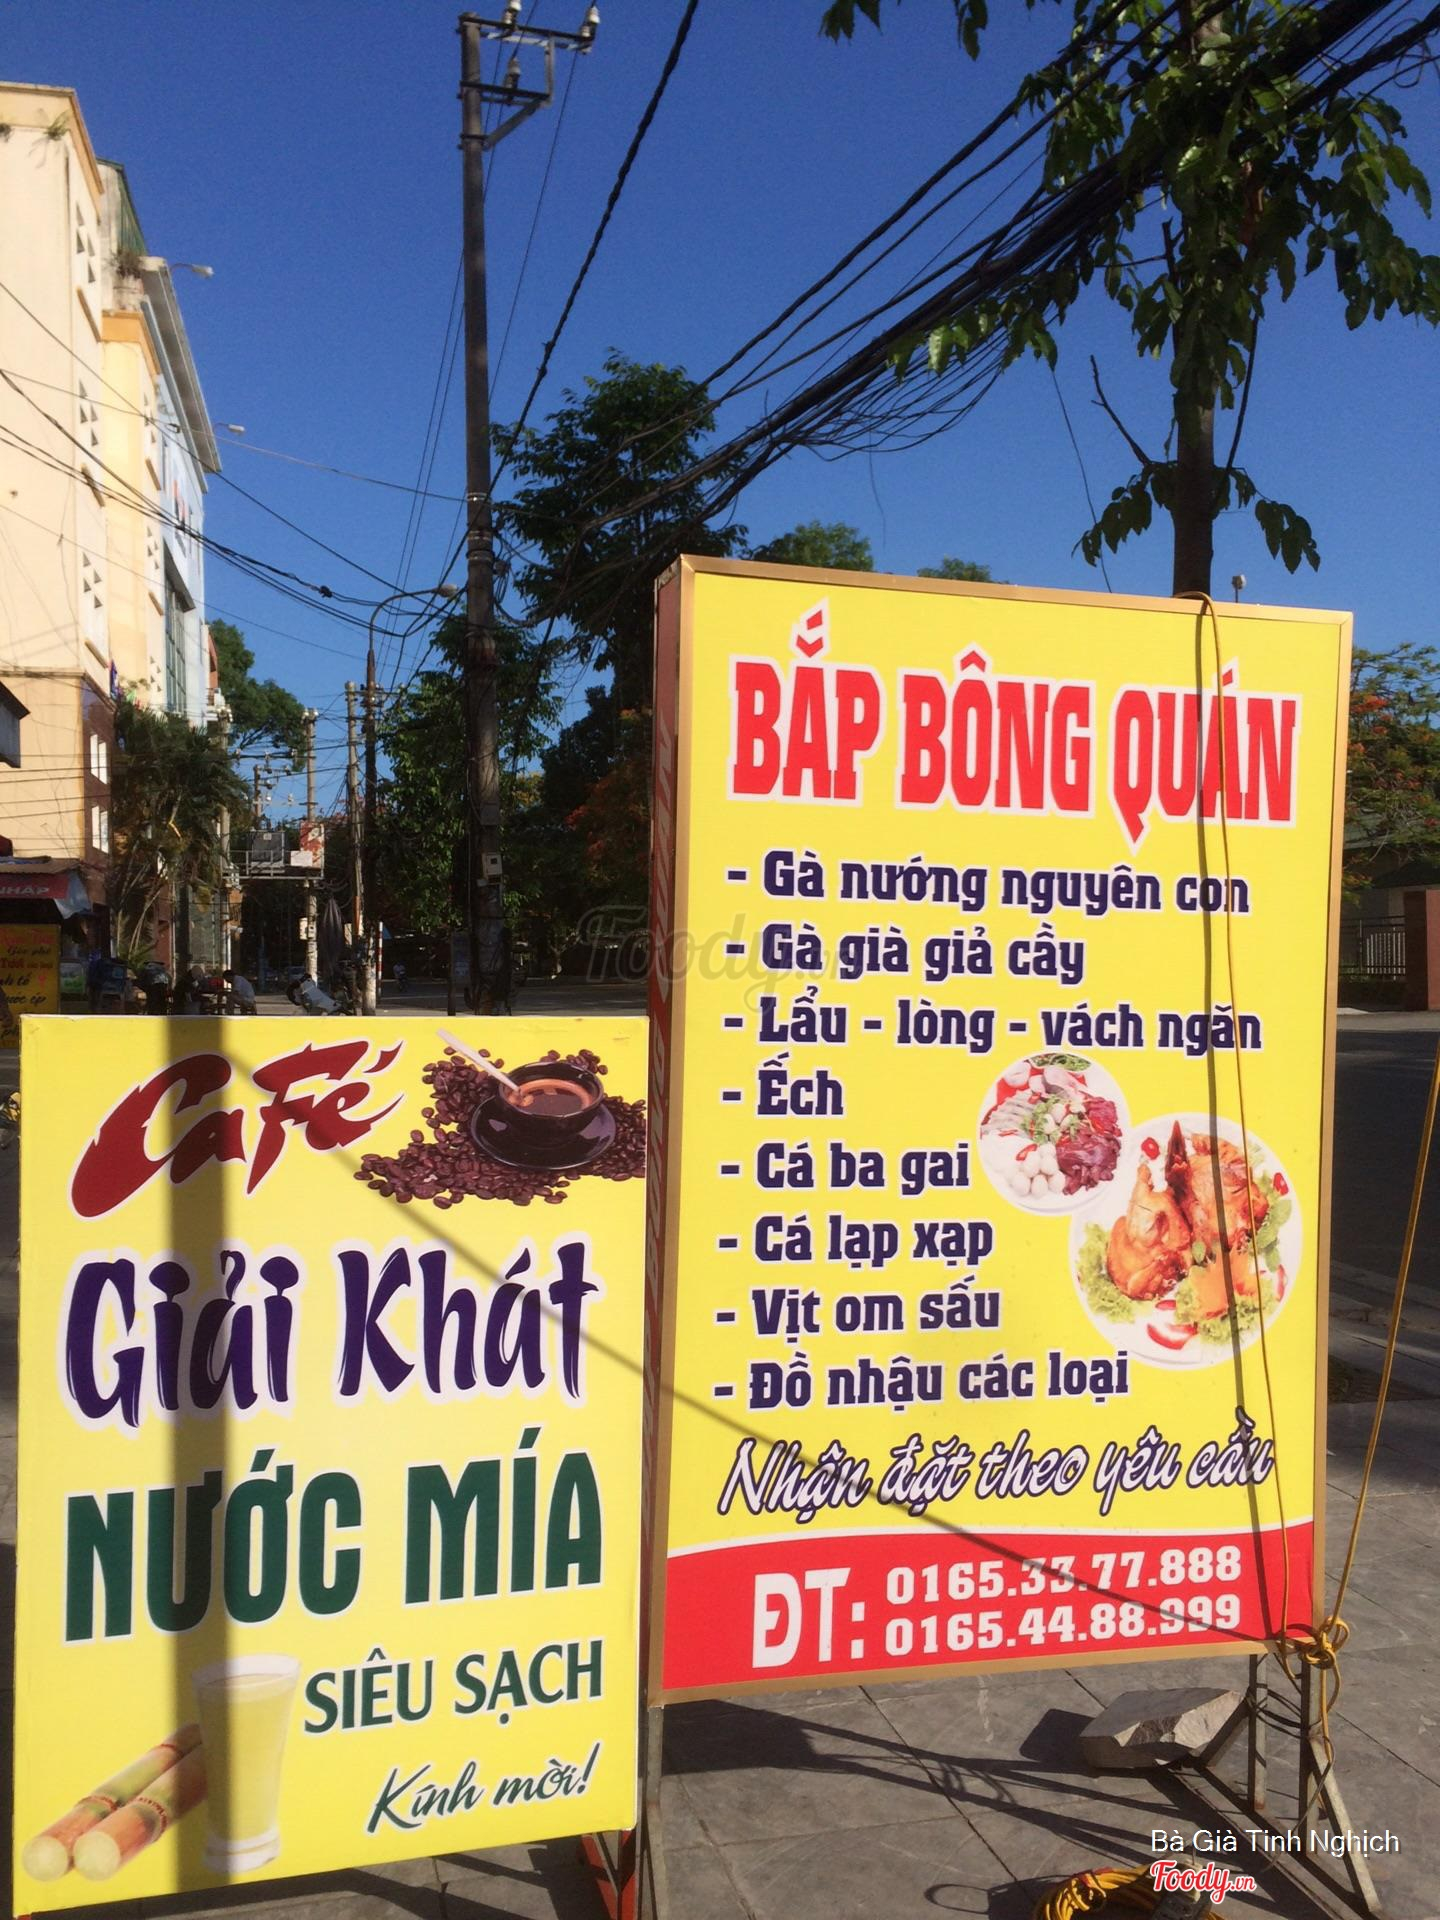 BẮP BÔNG QUÁN
- Gà nướng nguyên con
- Gà già giả cầy
- Lẩu - lòng - vách ngăn
- Ếch
- Cá ba gai
- Cá lạp xạp
- Vịt om sấu
- Đồ nhậu các loại
Nhận đặt theo yêu cầu
ĐT: 0165.33.77.888
0165.44.88.999
CaFé
Giải Khát
NƯỚC MÍA
SIÊU SẠCH
Kính mời!
NHẬP
Foody.vn
Bà Già Tinh Nghịch
Foody.vn